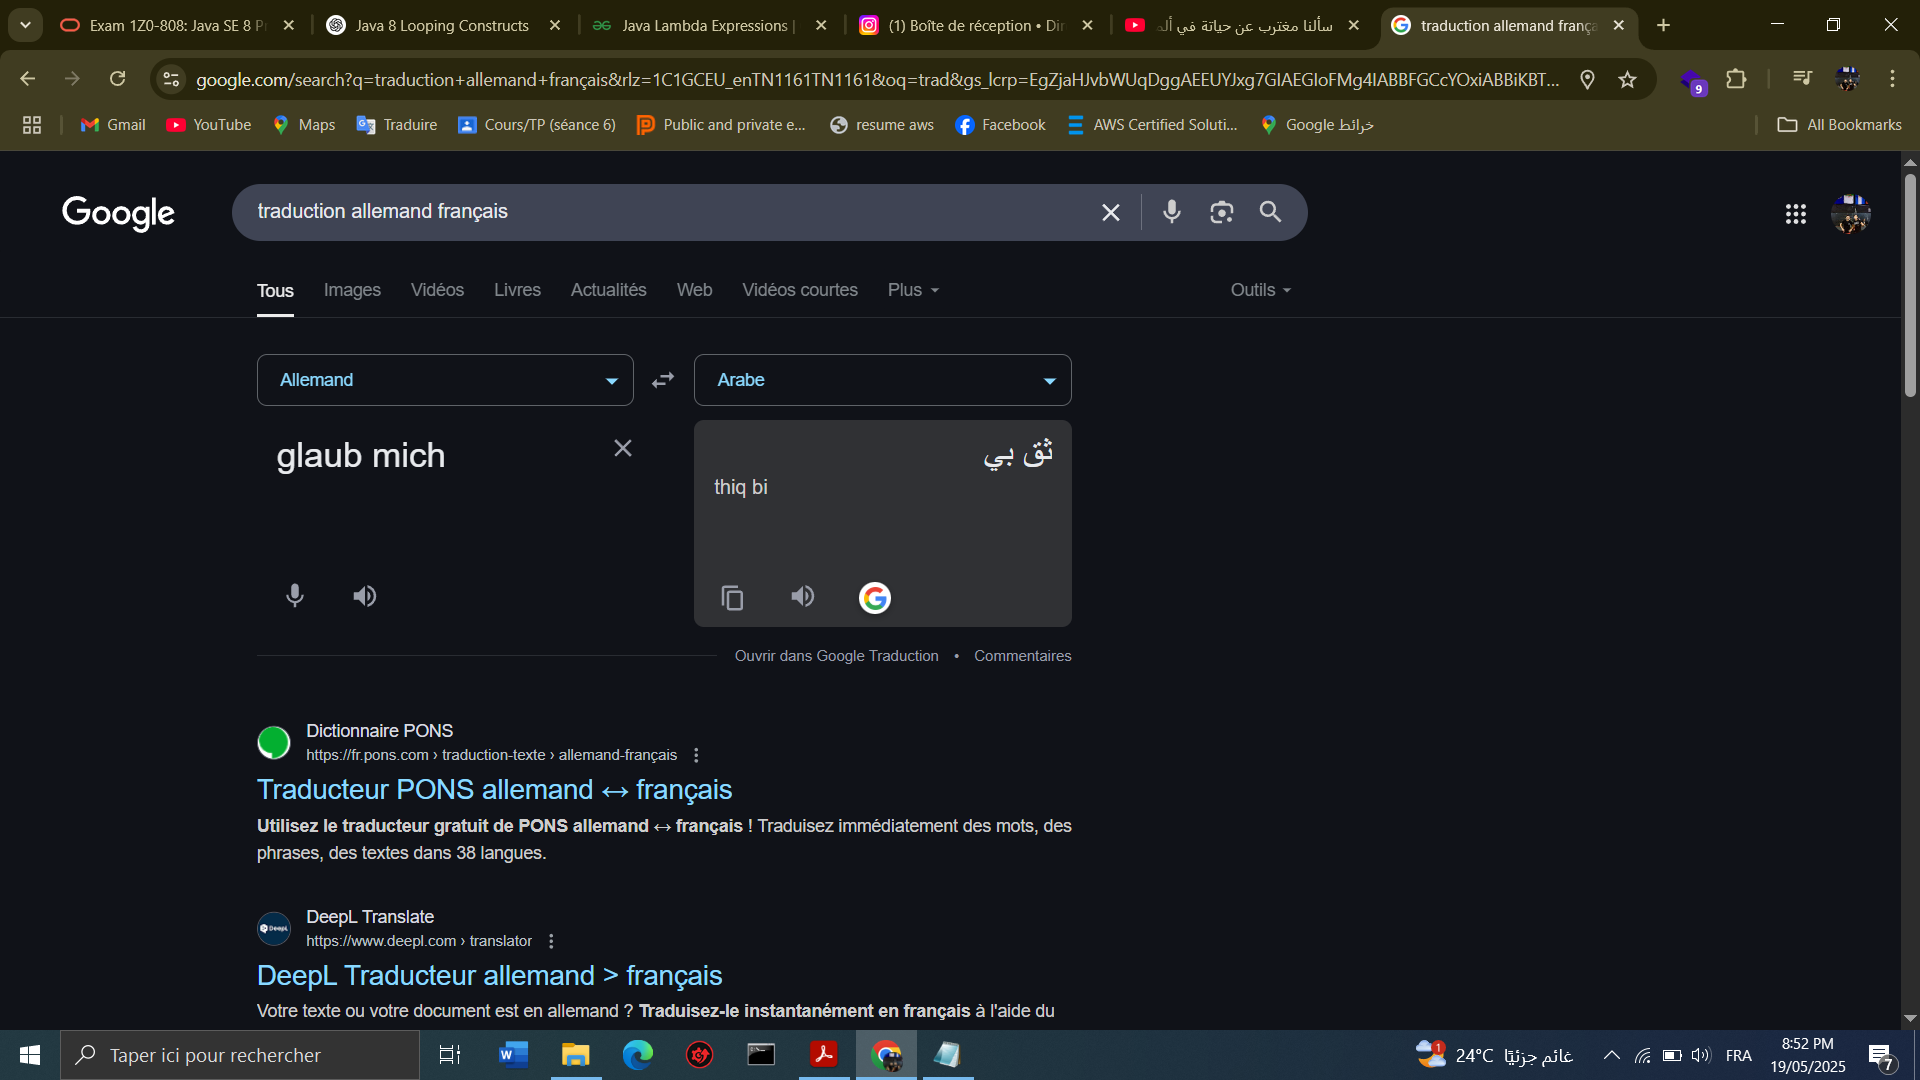 Exam 1Z0-808: Java SE 8 P
Java 8 Looping Constructs
Java Lambda Expressions |
(1) Boîte de réception • Dir
سألنا مغترب عن حياتة في ألم
traduction allemand frança
google.com/search?q=traduction+allemand+français&rlz=1C1GCEU_enTN1161TN1161&oq=trad&gs_lcrp=EgZjaHJvbWUqDggAEEUYJxg7GIAEGIoFMg4IABBFGCcYOxiABBiKBT...
9
Gmail
YouTube
Maps
Traduire
Cours/TP (séance 6)
Public and private e...
resume aws
Facebook
AWS Certified Soluti...
خرائط Google
All Bookmarks
Google
traduction allemand français
Tous
Images
Vidéos
Livres
Actualités
Web
Vidéos courtes
Plus
Outils
Allemand
Arabe
glaub mich
ثق بي
thiq bi
Ouvrir dans Google Traduction • Commentaires
Dictionnaire PONS
https://fr.pons.com › traduction-texte › allemand-français
Traducteur PONS allemand ↔ français
Utilisez le traducteur gratuit de PONS allemand ↔ français ! Traduisez immédiatement des mots, des
phrases, des textes dans 38 langues.
DeepL
DeepL Translate
https://www.deepl.com › translator
DeepL Traducteur allemand > français
Votre texte ou votre document est en allemand ? Traduisez-le instantanément en français à l'aide du
Taper ici pour rechercher
1
24°C غائم جزئيًا
FRA
8:52 PM
19/05/2025
7